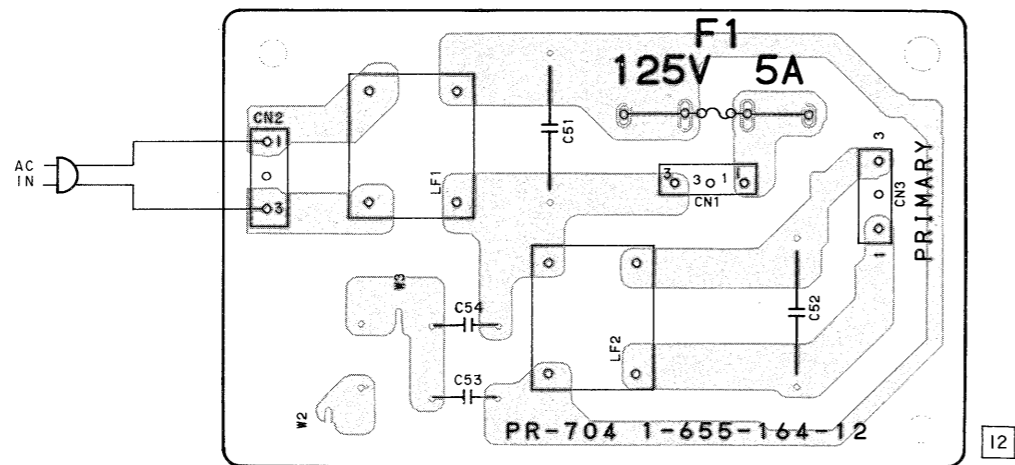 F1
125V 5A
CN2
1
3
AC
IN
C51
LF1
3 3 1 1
CN1
3
CN3
1
PRIMARY
W3
C54
C52
LF2
C53
W2
PR-704 1-655-164-12
12